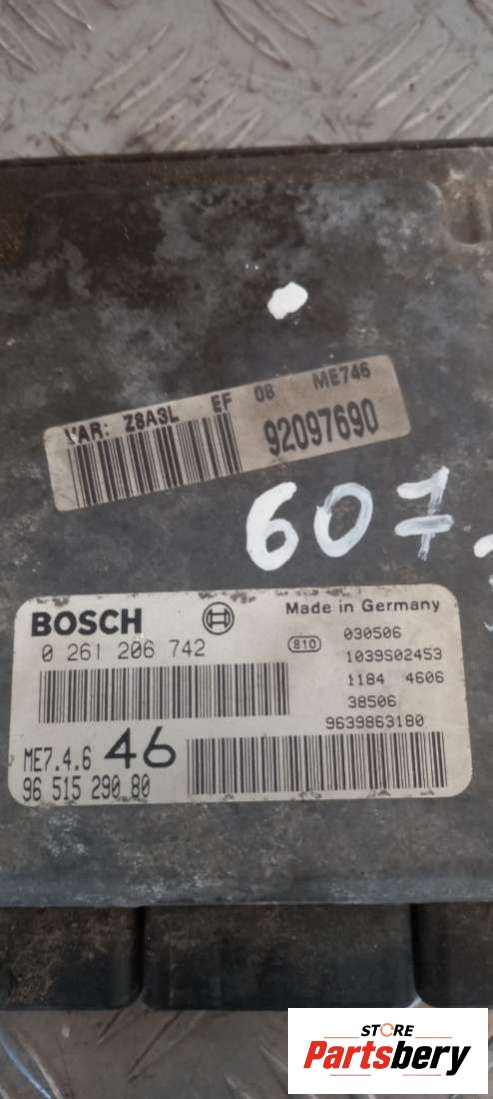 VAR: Z8A3L EF 08 ME746
92097690
607
BOSCH
Made in Germany
0 261 206 742
810
030506
1039S02453
1184 4606
38506
9639863180
ME7.4.6 46
96 515 290 80
STORE
Partsbery